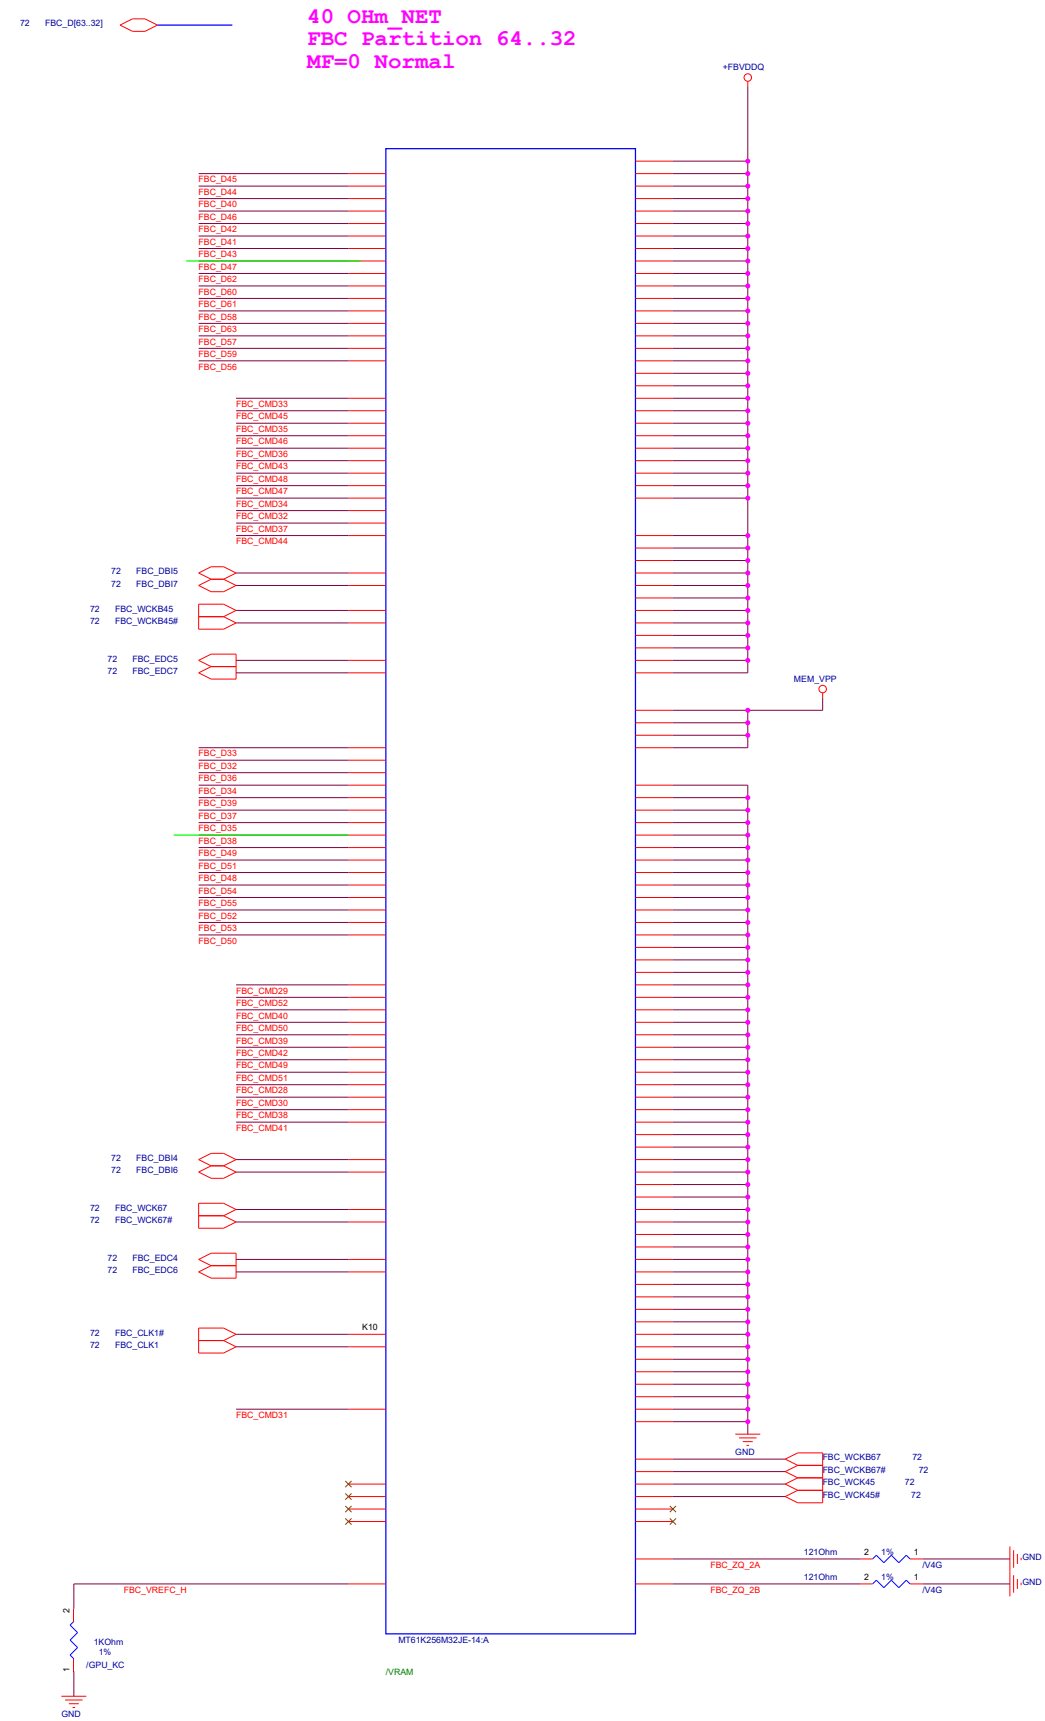 72 FBC_D[63..32]
40 OHm_NET
FBC Partition 64..32
MF=0 Normal
+FBVDDQ
FBC_D45
FBC_D44
FBC_D40
FBC_D46
FBC_D42
FBC_D41
FBC_D43
FBC_D47
FBC_D62
FBC_D60
FBC_D61
FBC_D58
FBC_D63
FBC_D57
FBC_D59
FBC_D56
FBC_CMD33
FBC_CMD45
FBC_CMD35
FBC_CMD46
FBC_CMD36
FBC_CMD43
FBC_CMD48
FBC_CMD47
FBC_CMD34
FBC_CMD32
FBC_CMD37
FBC_CMD44
72 FBC_DBI5
72 FBC_DBI7
72 FBC_WCKB45
72 FBC_WCKB45#
72 FBC_EDC5
72 FBC_EDC7
MEM_VPP
FBC_D33
FBC_D32
FBC_D36
FBC_D34
FBC_D39
FBC_D37
FBC_D35
FBC_D38
FBC_D49
FBC_D51
FBC_D48
FBC_D54
FBC_D55
FBC_D52
FBC_D53
FBC_D50
FBC_CMD29
FBC_CMD52
FBC_CMD40
FBC_CMD50
FBC_CMD39
FBC_CMD42
FBC_CMD49
FBC_CMD51
FBC_CMD28
FBC_CMD30
FBC_CMD38
FBC_CMD41
72 FBC_DBI4
72 FBC_DBI6
72 FBC_WCK67
72 FBC_WCK67#
72 FBC_EDC4
72 FBC_EDC6
K10
72 FBC_CLK1#
72 FBC_CLK1
FBC_CMD31
GND
FBC_WCKB67 72
FBC_WCKB67# 72
FBC_WCK45 72
FBC_WCK45# 72
121Ohm 2 1% 1
GND
FBC_ZQ_2A /V4G
121Ohm 2 1% 1
GND
FBC_ZQ_2B /V4G
FBC_VREFC_H
2
1KOhm
1%
/GPU_KC
1
GND
MT61K256M32JE-14:A
/VRAM